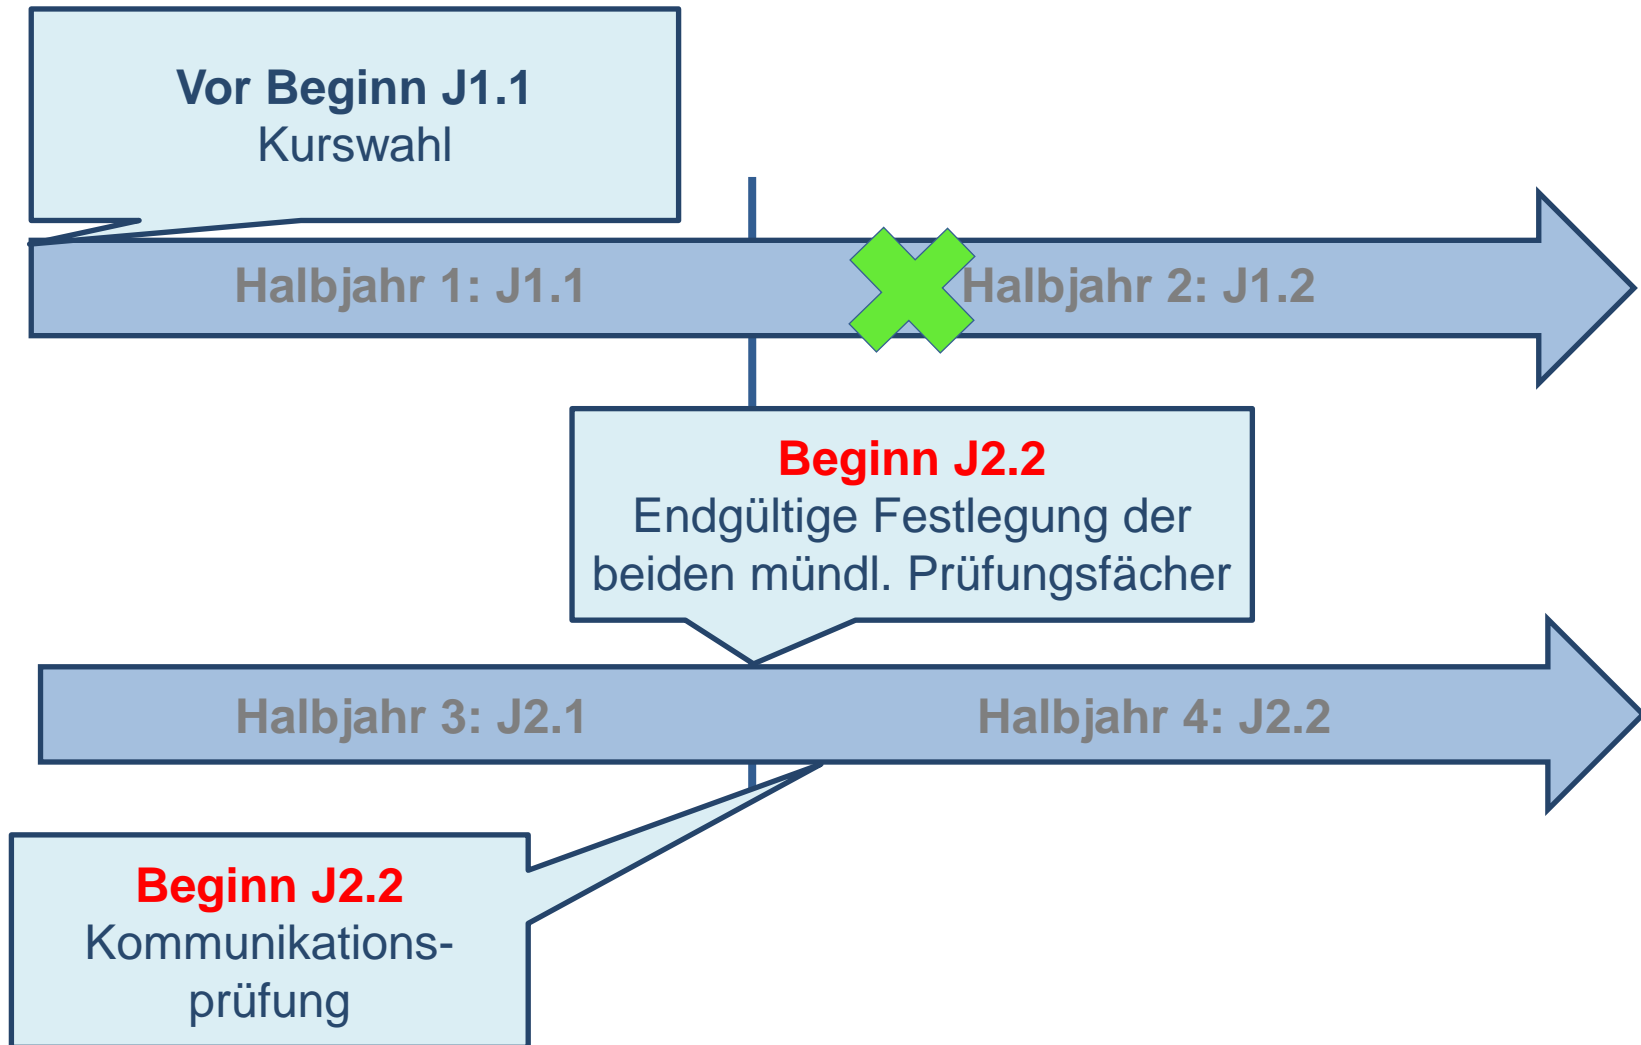 Vor Beginn J1.1
Kurswahl
Halbjahr 1: J1.1
Halbjahr 2: J1.2
Beginn J2.2
Endgültige Festlegung der
beiden mündl. Prüfungsfächer
Halbjahr 3: J2.1
Halbjahr 4: J2.2
Beginn J2.2
Kommunikations-
prüfung